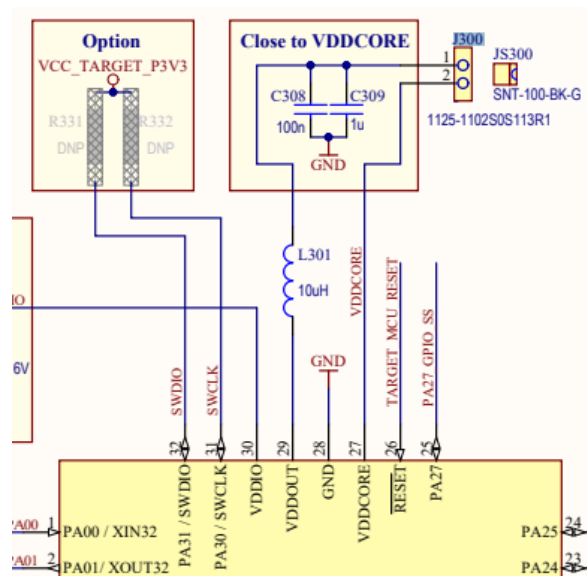 Option
VCC_TARGET_P3V3
R331
R332
DNP
DNP
Close to VDDCORE
C308
C309
100n
1u
GND
J300
1
2
JS300
SNT-100-BK-G
1125-1102S0S113R1
L301
10uH
VDDCORE
TARGET_MCU_RESET
PA27_GPIO_SS
IO
6V
SWDIO
SWCLK
GND
32
31
30
29
28
27
26
25
PA31 / SWDIO
PA30 / SWCLK
VDDIO
VDDOUT
GND
VDDCORE
RESET
PA27
PA00
1
PA00 / XIN32
PA01
2
PA01/ XOUT32
PA25
24
PA24
23